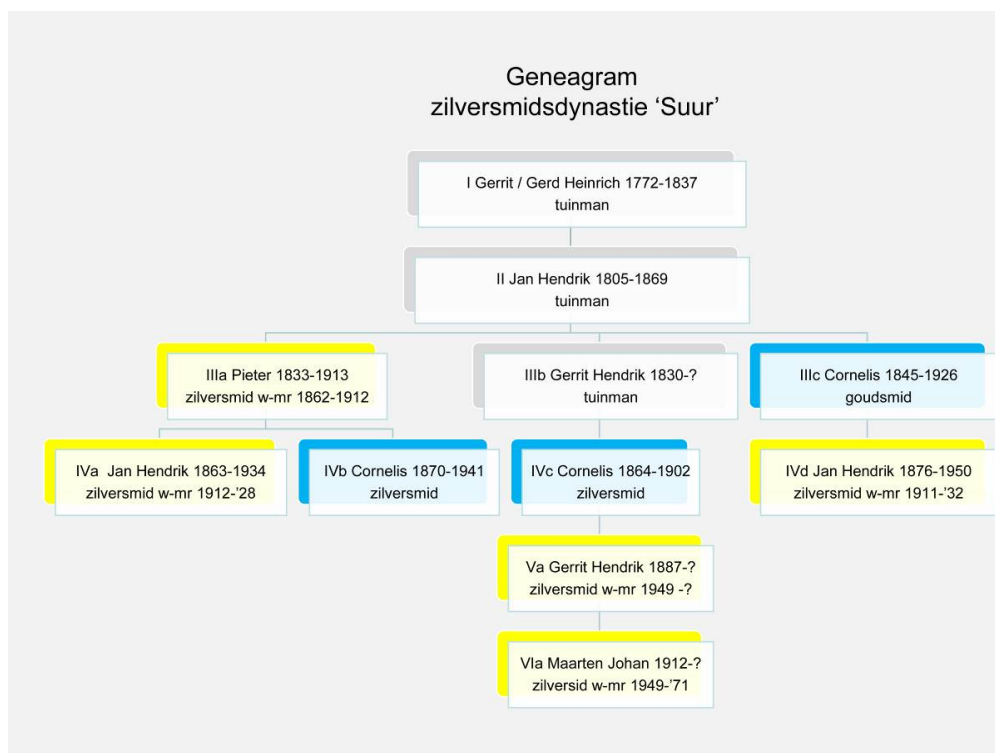 Geneagram
zilversmidsdynastie ‘Suur’
I Gerrit / Gerd Heinrich 1772-1837
tuinman
II Jan Hendrik 1805-1869
tuinman
IIIa Pieter 1833-1913
zilversmid w-mr 1862-1912
IIIb Gerrit Hendrik 1830-?
tuinman
IIIc Cornelis 1845-1926
goudsmid
IVa  Jan Hendrik 1863-1934
zilversmid w-mr 1912-’28
IVb Cornelis 1870-1941
zilversmid
IVc Cornelis 1864-1902
zilversmid
IVd Jan Hendrik 1876-1950
zilversmid w-mr 1911-’32
Va Gerrit Hendrik 1887-?
zilversmid w-mr 1949 -?
VIa Maarten Johan 1912-?
zilversid w-mr 1949-’71